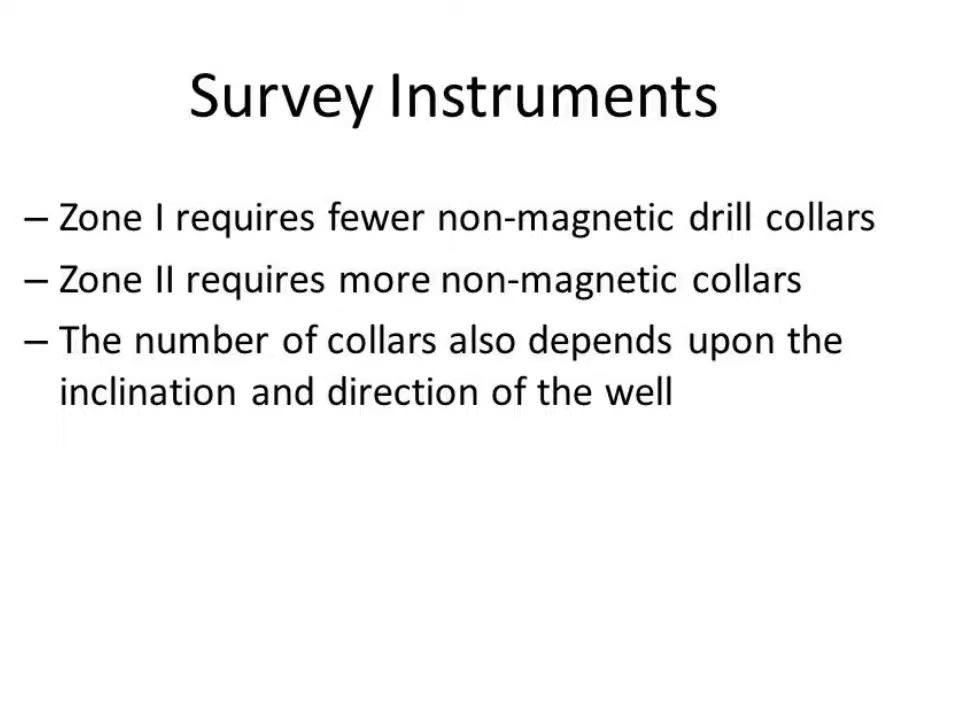 Survey Instruments
– Zone I requires fewer non-magnetic drill collars
– Zone II requires more non-magnetic collars
– The number of collars also depends upon the
inclination and direction of the well